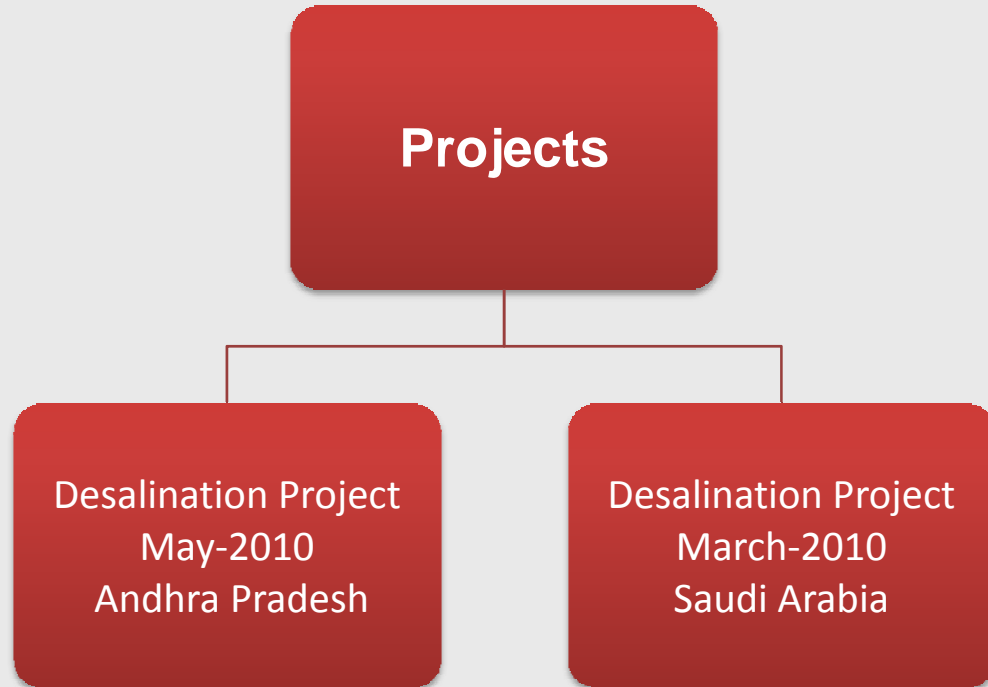 Projects
Desalination Project
May-2010
Andhra Pradesh
Desalination Project
March-2010
Saudi Arabia